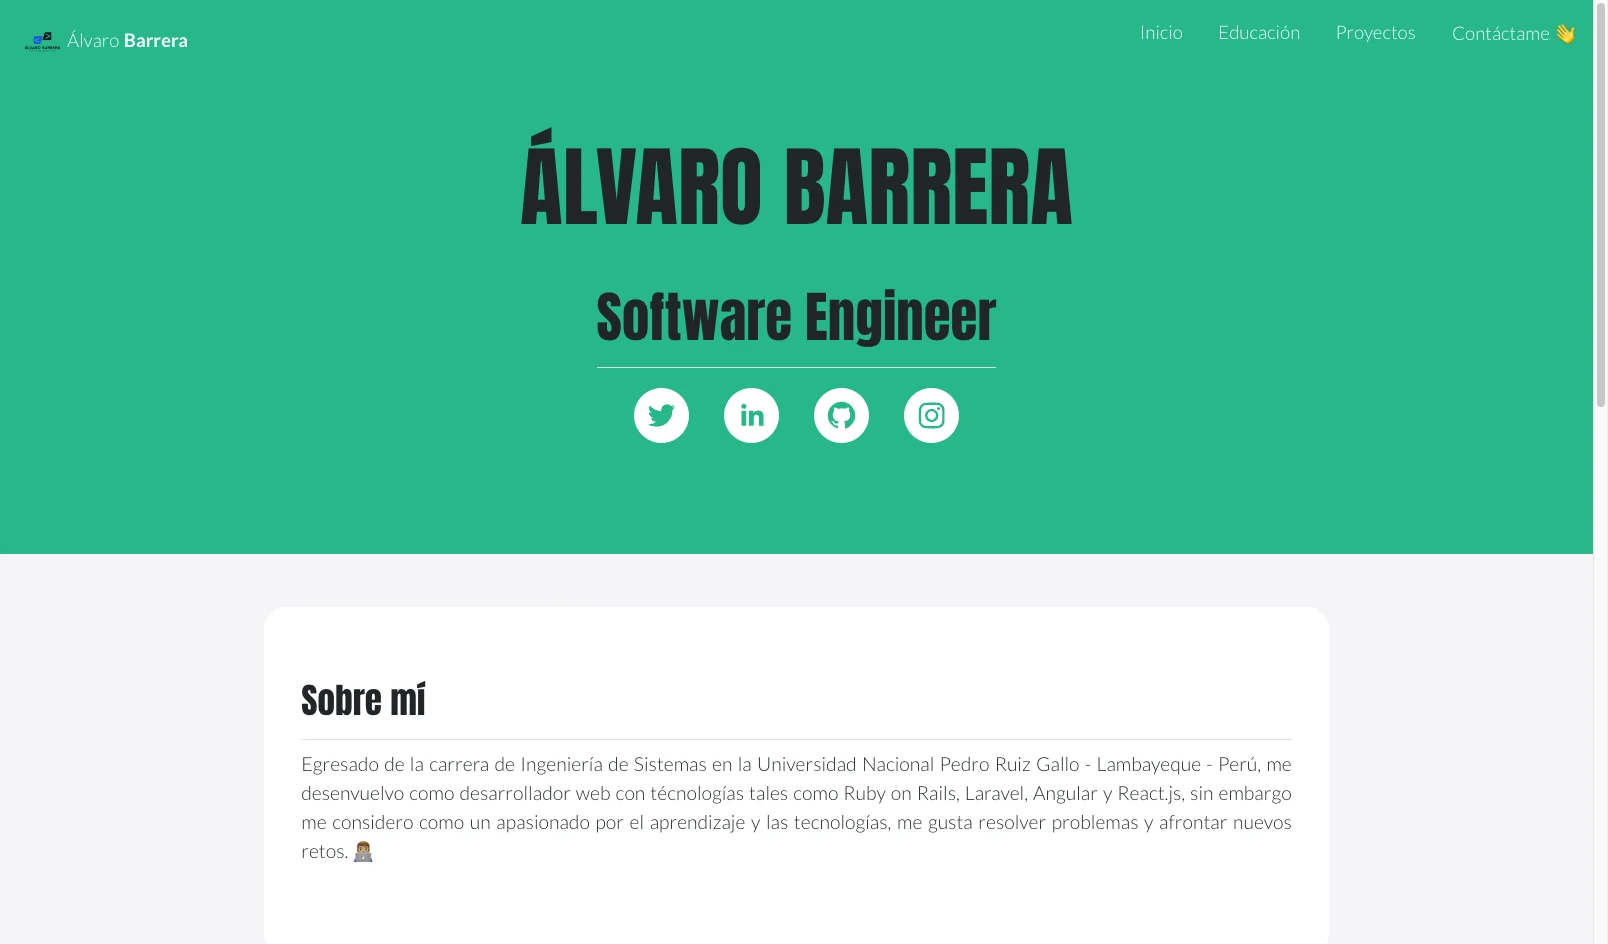 Álvaro Barrera
Inicio
Educación
Proyectos
Contáctame 👋
ÁLVARO BARRERA
Software Engineer
Sobre mí
Egresado de la carrera de Ingeniería de Sistemas en la Universidad Nacional Pedro Ruiz Gallo - Lambayeque - Perú, me
desenvuelvo como desarrollador web con técnologías tales como Ruby on Rails, Laravel, Angular y React.js, sin embargo
me considero como un apasionado por el aprendizaje y las tecnologías, me gusta resolver problemas y afrontar nuevos
retos. 👨🏽‍💻